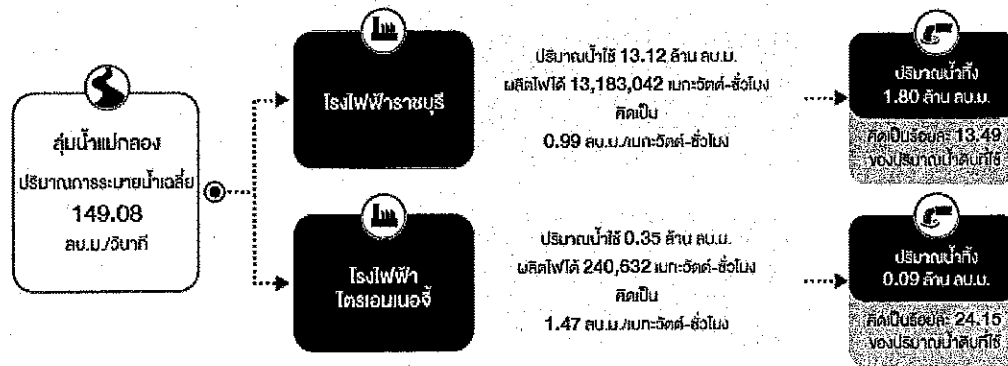 ลุ่มน้ำแม่กลอง
ปริมาณการระบายน้ำเฉลี่ย
149.08
ลบ.ม./วินาที
โรงไฟฟ้าราชบุรี
ปริมาณน้ำใช้ 13.12 ล้าน ลบ.ม.
ผลิตไฟได้ 13,183,042 เมกะวัตต์-ชั่วโมง
คิดเป็น
0.99 ลบ.ม./เมกะวัตต์-ชั่วโมง
ปริมาณน้ำทิ้ง
1.80 ล้าน ลบ.ม.
คิดเป็นร้อยละ 13.49
ของปริมาณน้ำดิบที่ใช้
โรงไฟฟ้า
ไตรเอนเนอจี้
ปริมาณน้ำใช้ 0.35 ล้าน ลบ.ม.
ผลิตไฟได้ 240,632 เมกะวัตต์-ชั่วโมง
คิดเป็น
1.47 ลบ.ม./เมกะวัตต์-ชั่วโมง
ปริมาณน้ำทิ้ง
0.09 ล้าน ลบ.ม.
คิดเป็นร้อยละ 24.15
ของปริมาณน้ำดิบที่ใช้